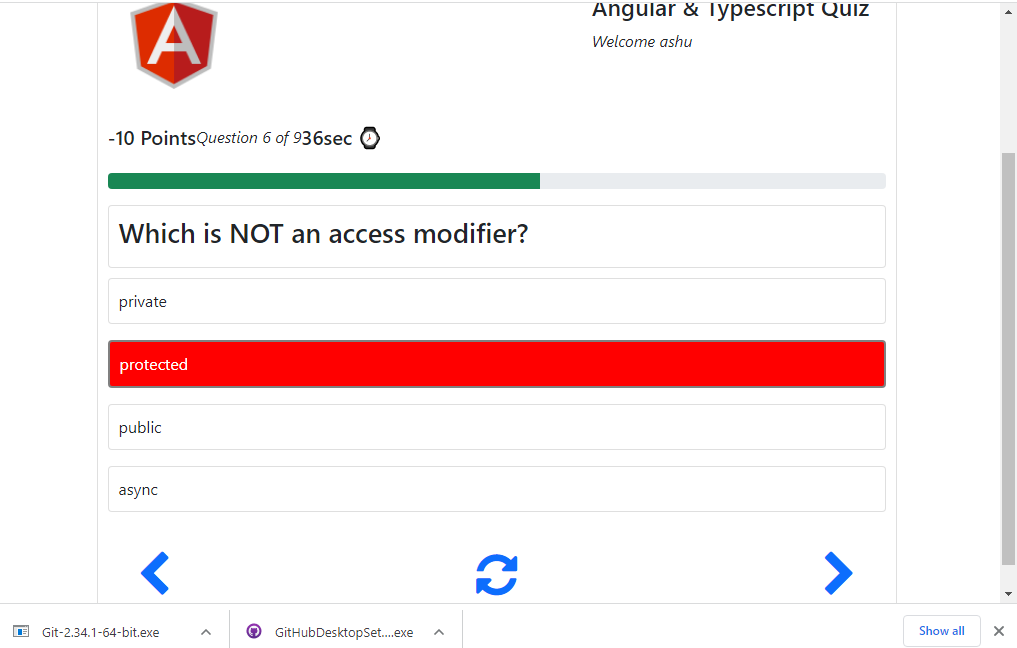 Angular & Typescript Quiz
Welcome ashu
-10 PointsQuestion 6 of 936sec
Which is NOT an access modifier?
private
protected
public
async
Git-2.34.1-64-bit.exe
GitHubDesktopSet....exe
Show all